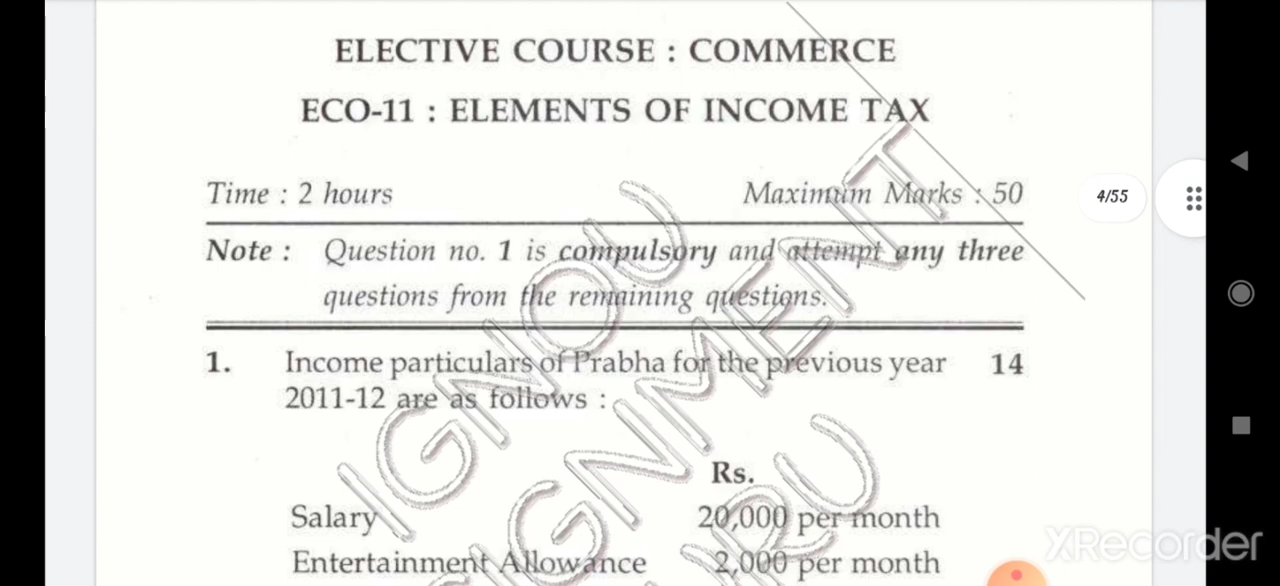 ELECTIVE COURSE : COMMERCE
ECO-11 : ELEMENTS OF INCOME TAX
Time : 2 hours Maximum Marks : 50
Note : Question no. 1 is compulsory and attempt any three
questions from the remaining questions.
1. Income particulars of Prabha for the previous year 14
2011-12 are as follows :
Rs.
Salary 20,000 per month
Entertainment Allowance 2,000 per month
4/55
IGNOU
ASSIGNMENT
GURU
XRecorder